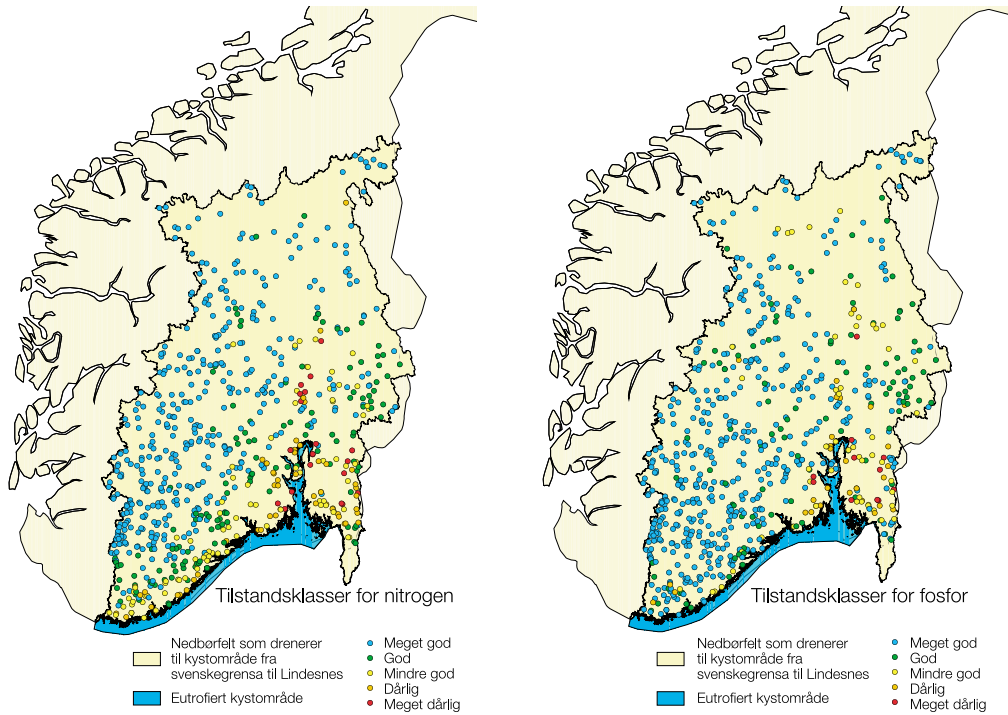 Tilstandsklasser for nitrogen
Nedbørfelt som drenerer
til kystområde fra
svenskegrensa til Lindesnes
Eutrofiert kystområde
Meget god
God
Mindre god
Dårlig
Meget dårlig
Tilstandsklasser for fosfor
Nedbørfelt som drenerer
til kystområde fra
svenskegrensa til Lindesnes
Eutrofiert kystområde
Meget god
God
Mindre god
Dårlig
Meget dårlig